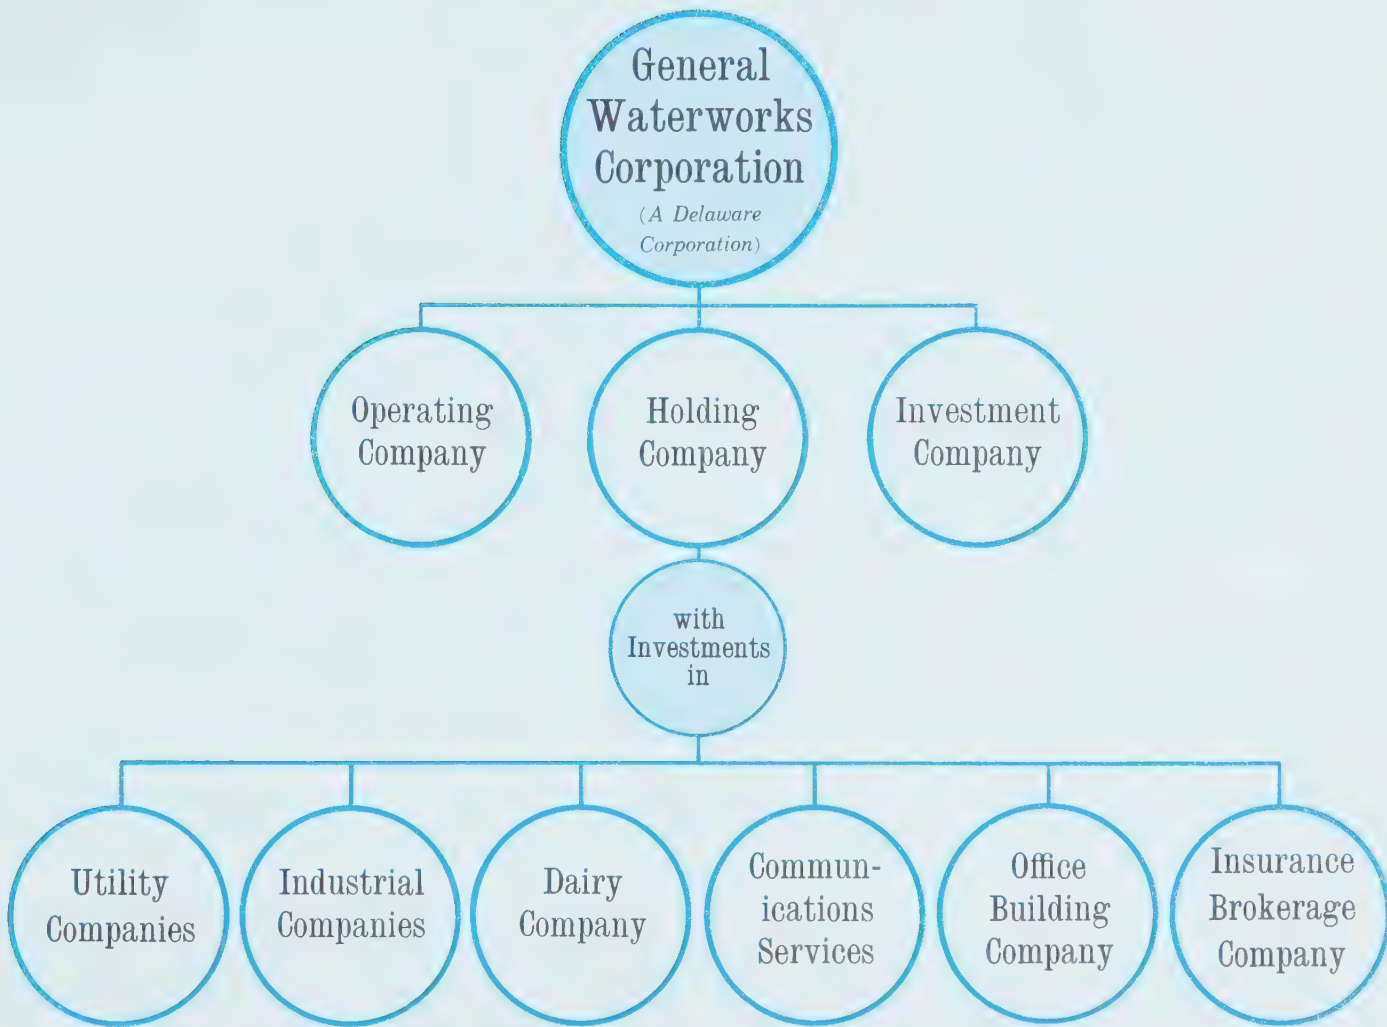 General
Waterworks
Corporation
(A Delaware
Corporation)
Operating
Company
Holding
Company
Investment
Company
with
Investments
in
Utility
Companies
Industrial
Companies
Dairy
Company
Commun-
ications
Services
Office
Building
Company
Insurance
Brokerage
Company